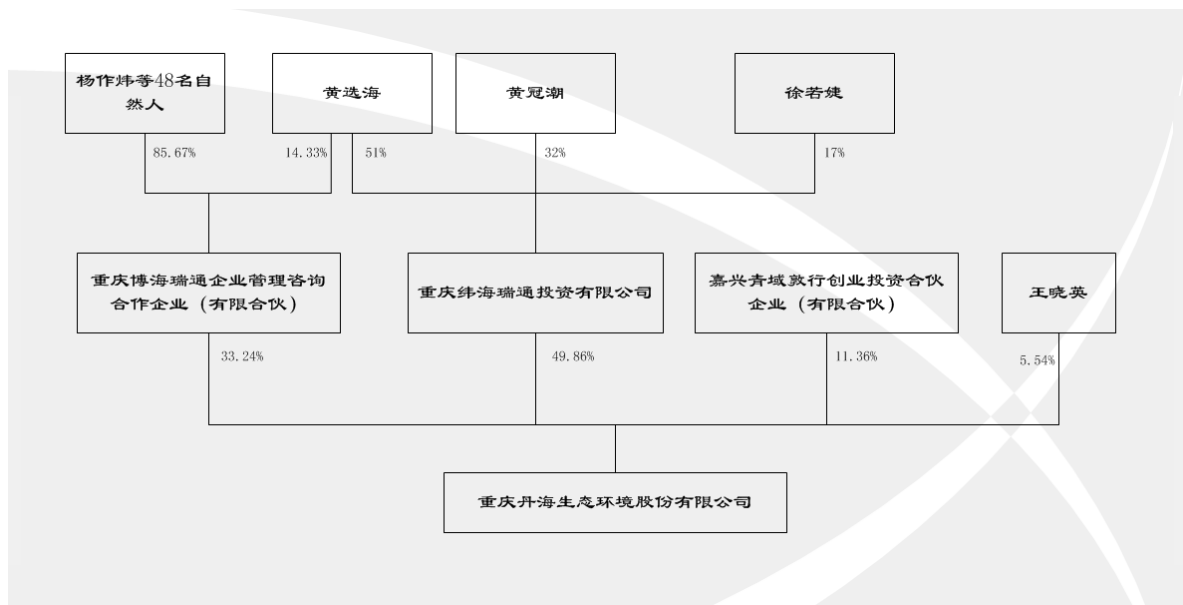 杨作炜等48名自
然人
黄选海
黄冠潮
徐若婕
85.67%
14.33%
51%
32%
17%
重庆博海瑞通企业管理咨询
合作企业（有限合伙）
重庆纬海瑞通投资有限公司
嘉兴青域敦行创业投资合伙
企业（有限合伙）
王晓英
33.24%
49.86%
11.36%
5.54%
重庆丹海生态环境股份有限公司